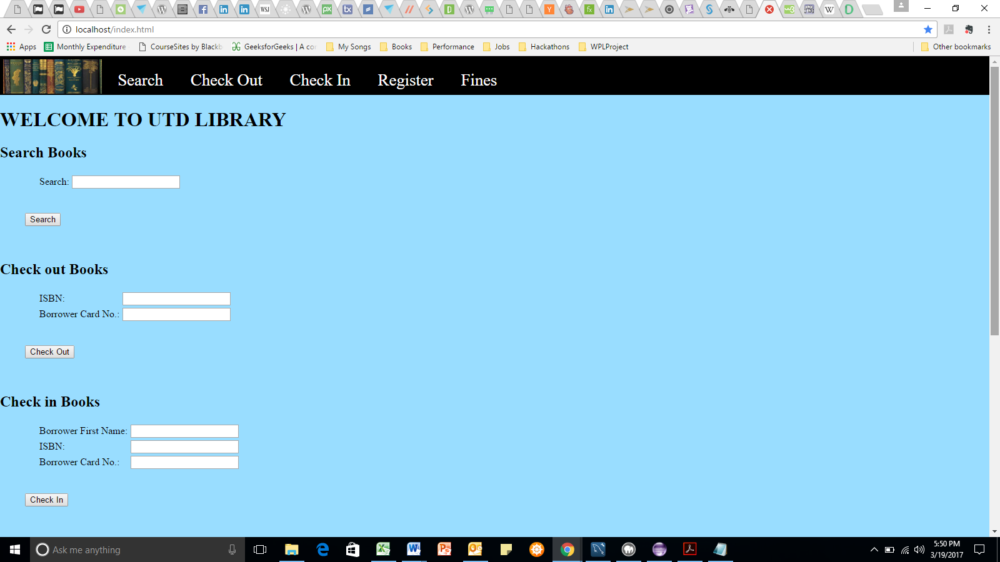 localhost/index.html
Apps Monthly Expenditure CourseSites by Blackb GeeksforGeeks | A co My Songs Books Performance Jobs Hackathons WPLProject Other bookmarks
Search Check Out Check In Register Fines
WELCOME TO UTD LIBRARY
Search Books
Search:
Search
Check out Books
ISBN:
Borrower Card No.:
Check Out
Check in Books
Borrower First Name:
ISBN:
Borrower Card No.:
Check In
Ask me anything
5:50 PM
3/19/2017